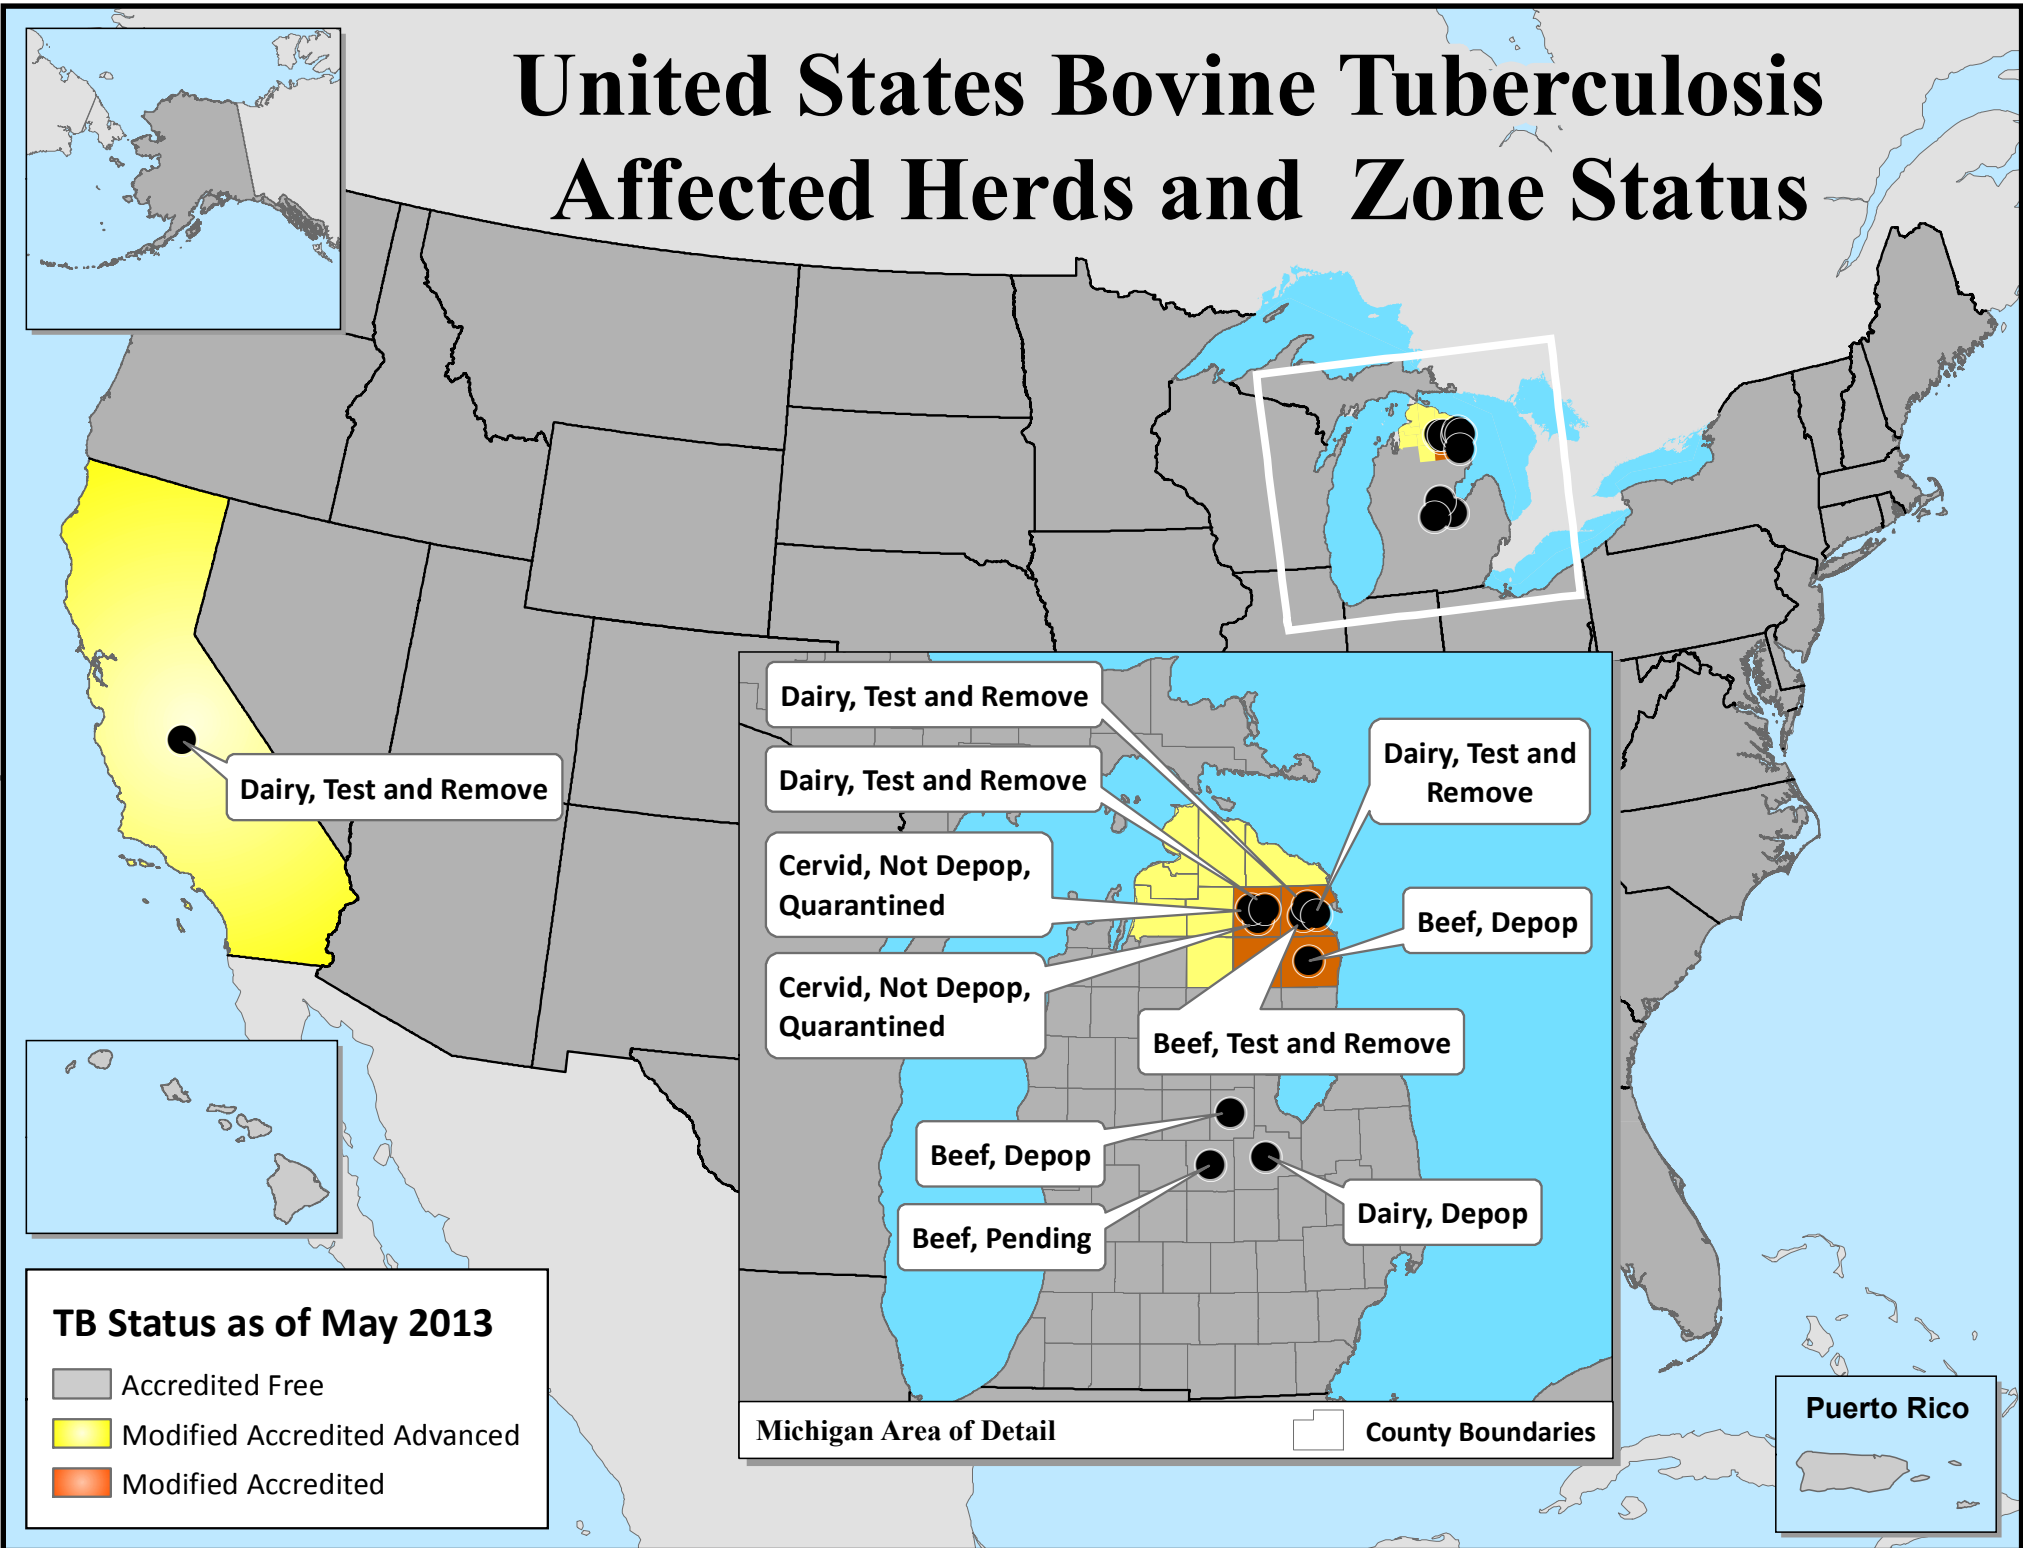 United States Bovine Tuberculosis
Affected Herds and Zone Status
Dairy, Test and Remove
Dairy, Test and Remove
Dairy, Test and Remove
Cervid, Not Depop,
Quarantined
Cervid, Not Depop,
Quarantined
Dairy, Test and
Remove
Beef, Depop
Beef, Test and Remove
Beef, Depop
Beef, Pending
Dairy, Depop
Michigan Area of Detail
County Boundaries
TB Status as of May 2013
Accredited Free
Modified Accredited Advanced
Modified Accredited
Puerto Rico